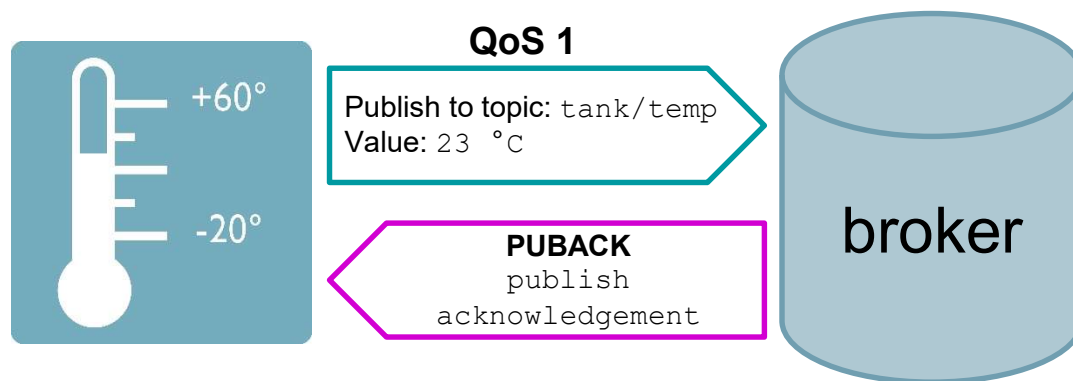 QoS 1
+60°
-20°
Publish to topic: tank/temp
Value: 23 °C
PUBACK
publish
acknowledgement
broker